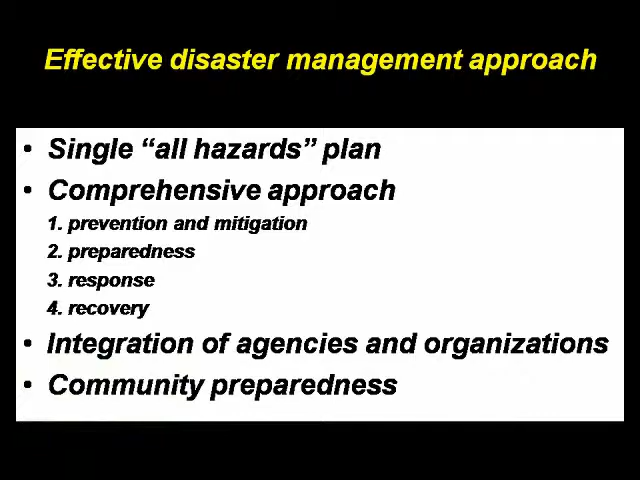 Effective disaster management approach
• Single “all hazards” plan
• Comprehensive approach
1. prevention and mitigation
2. preparedness
3. response
4. recovery
• Integration of agencies and organizations
• Community preparedness